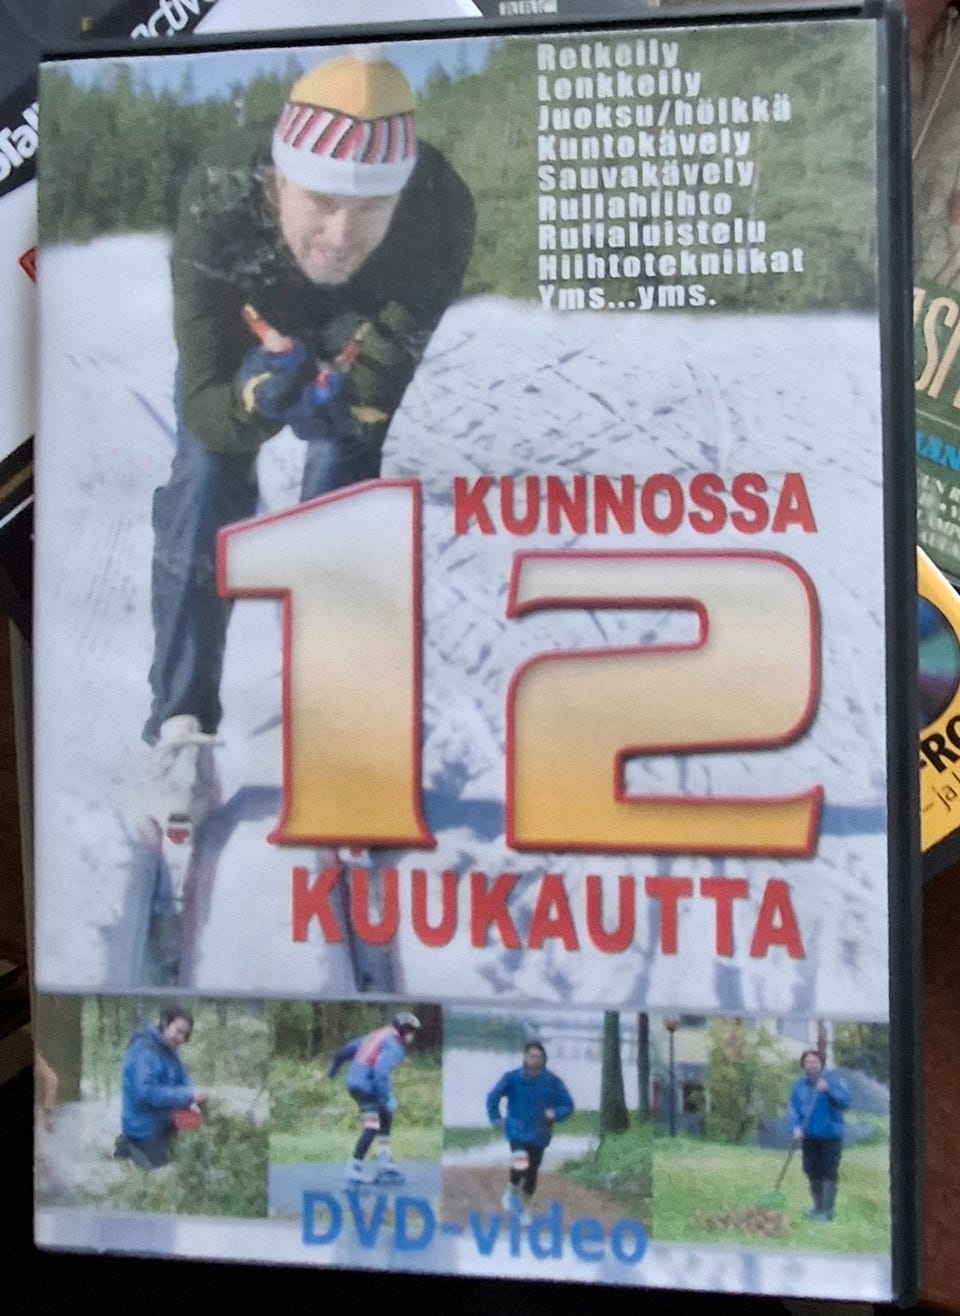 Retkeily
Lenkkeily
Juoksu/hölkkä
Kuntokävely
Sauvakävely
Rullahiihto
Rullaluistelu
Hiihtotekniikat
Yms...yms.
KUNNOSSA
12
KUUKAUTTA
DVD-video